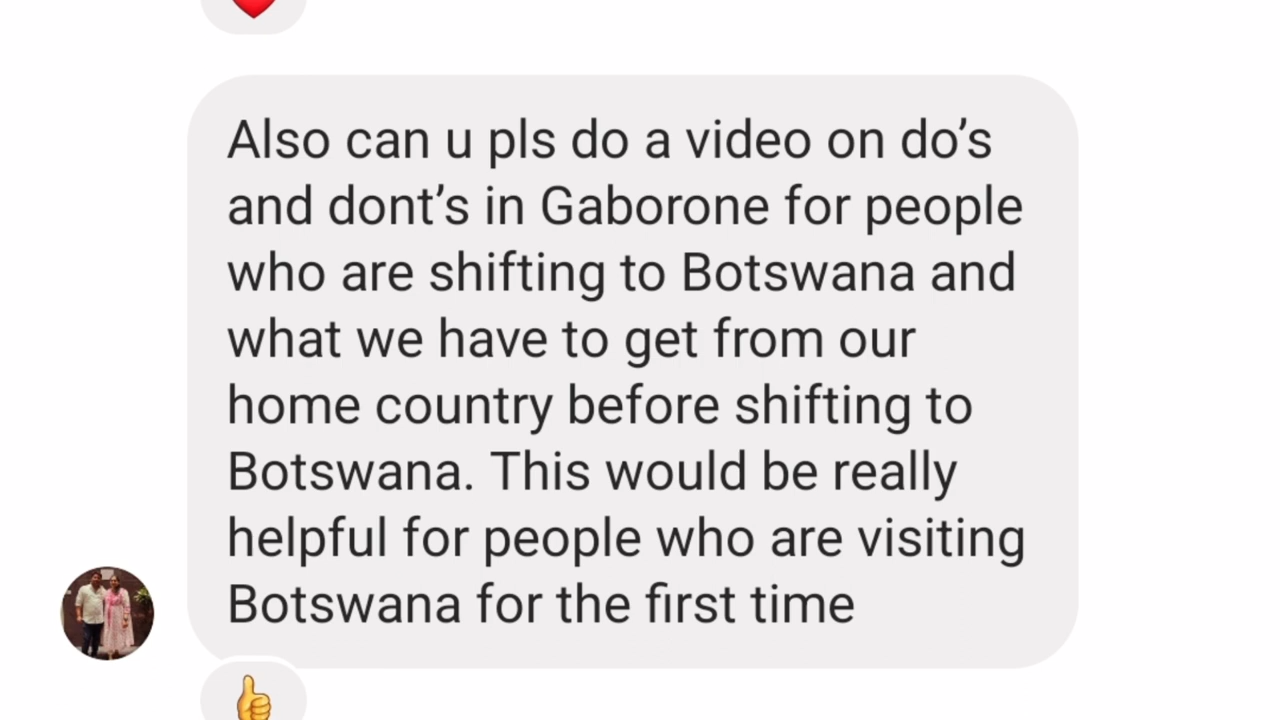 Also can u pls do a video on do’s
and dont’s in Gaborone for people
who are shifting to Botswana and
what we have to get from our
home country before shifting to
Botswana. This would be really
helpful for people who are visiting
Botswana for the first time